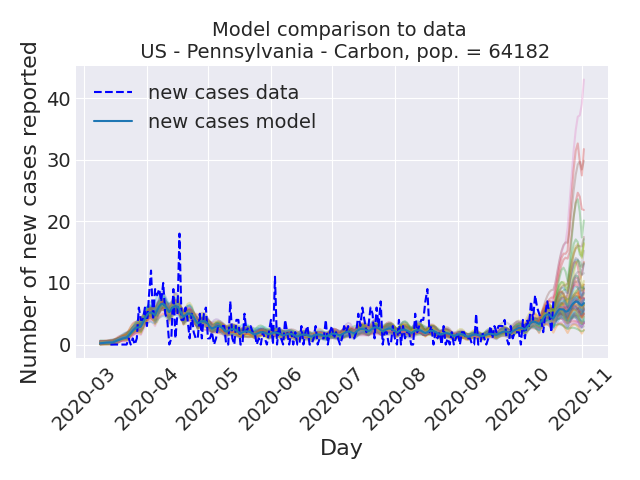 Model comparison to data
US - Pennsylvania - Carbon, pop. = 64182
new cases data
new cases model
Number of new cases reported
40
30
20
10
0
2020-03
2020-04
2020-05
2020-06
2020-07
2020-08
2020-09
2020-10
2020-11
Day